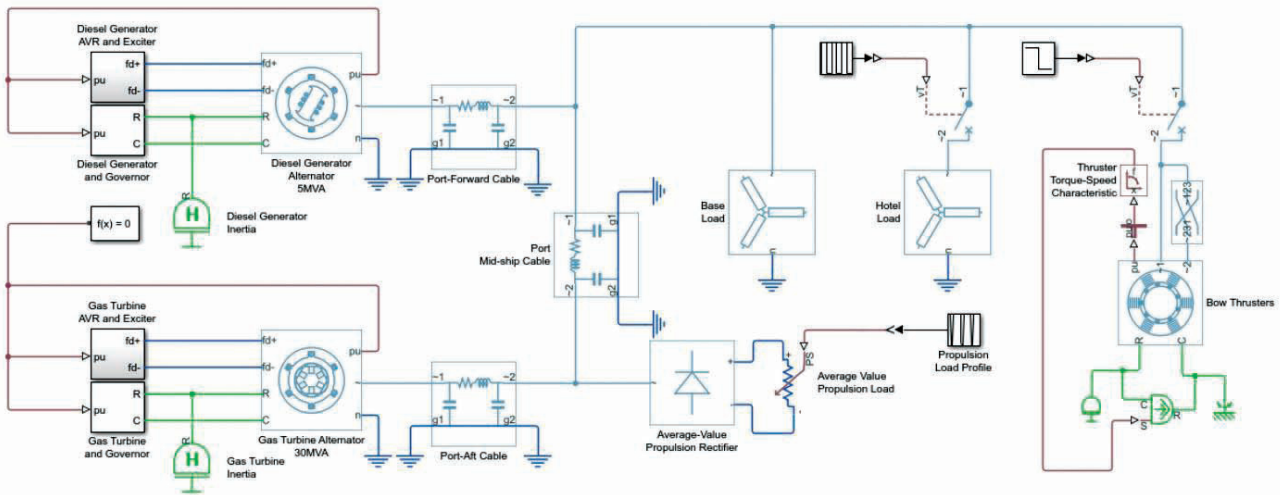 Diesel Generator
AVR and Exciter
pu
fd+
fd-
fd+
fd-
pu
~
n
pu
R
C
R
C
Diesel Generator
and Governor
Diesel Generator
Alternator
5MVA
R
H
Diesel Generator
Inertia
f(x) = 0
~1
~2
g1
g2
Port-Forward Cable
~1
g1
g2
~2
Port
Mid-ship Cable
Gas Turbine
AVR and Exciter
pu
fd+
fd-
fd+
fd-
pu
~
n
pu
R
C
R
C
Gas Turbine
and Governor
Gas Turbine Alternator
30MVA
R
H
Gas Turbine
Inertia
~1
~2
g1
g2
Port-Aft Cable
~
+
-
Average-Value
Propulsion Rectifier
+
-
PS
Average Value
Propulsion Load
Propulsion
Load Profile
Base
Load
~
n
vT
~1
~2
Hotel
Load
~
n
vT
~1
~2
Thruster
Torque-Speed
Characteristic
~123
~231
pu
~1
~2
Bow Thrusters
R
C
C
R
S